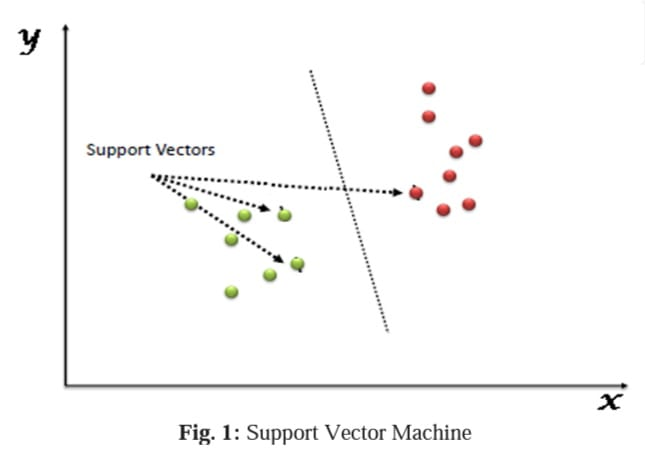 y
Support Vectors
x
Fig. 1: Support Vector Machine